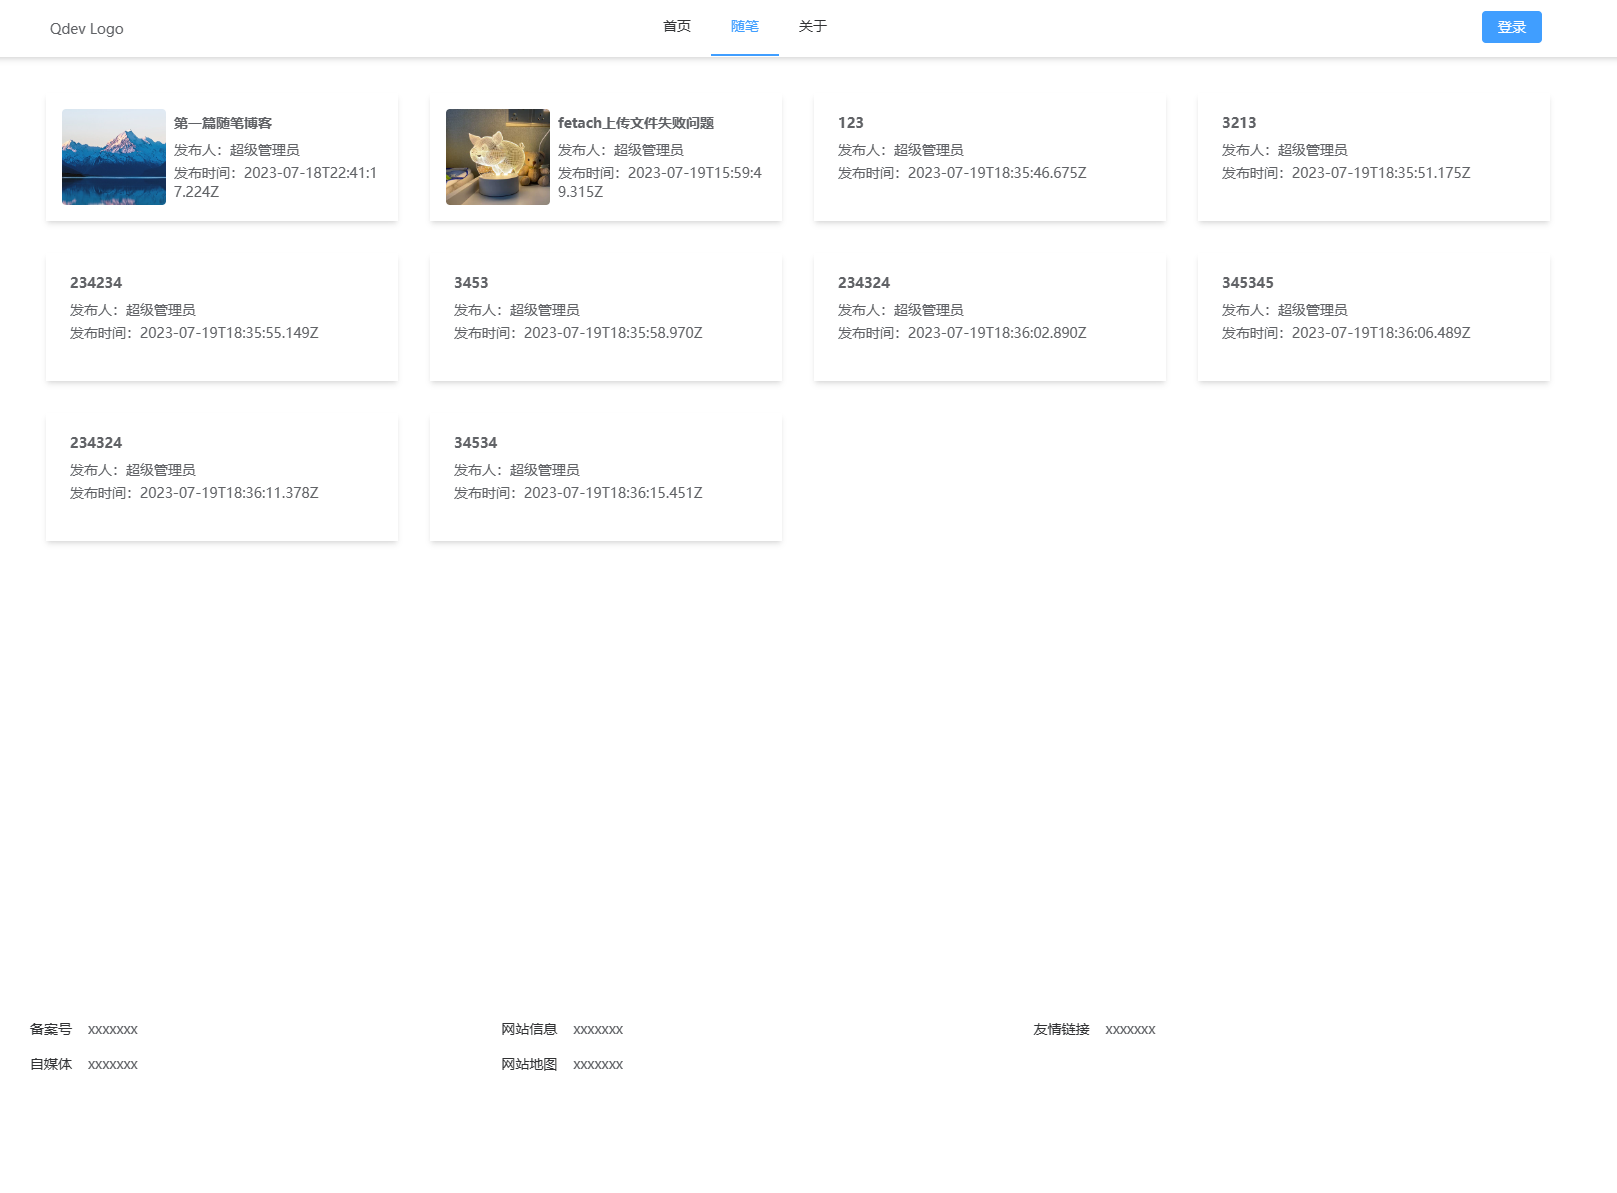 Qdev Logo
首页
随笔
关于
登录
第一篇随笔博客
发布人：超级管理员
发布时间：2023-07-18T22:41:1
7.224Z
fetach上传文件失败问题
发布人：超级管理员
发布时间：2023-07-19T15:59:4
9.315Z
123
发布人：超级管理员
发布时间：2023-07-19T18:35:46.675Z
3213
发布人：超级管理员
发布时间：2023-07-19T18:35:51.175Z
234234
发布人：超级管理员
发布时间：2023-07-19T18:35:55.149Z
3453
发布人：超级管理员
发布时间：2023-07-19T18:35:58.970Z
234324
发布人：超级管理员
发布时间：2023-07-19T18:36:02.890Z
345345
发布人：超级管理员
发布时间：2023-07-19T18:36:06.489Z
234324
发布人：超级管理员
发布时间：2023-07-19T18:36:11.378Z
34534
发布人：超级管理员
发布时间：2023-07-19T18:36:15.451Z
备案号 xxxxxxx
网站信息 xxxxxxx
友情链接 xxxxxxx
自媒体 xxxxxxx
网站地图 xxxxxxx